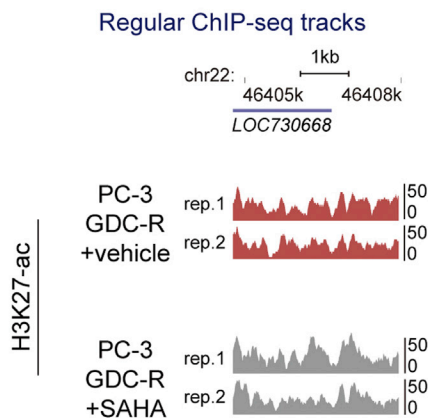 Regular ChIP-seq tracks
1kb
chr22:
46405k 46408k
LOC730668
H3K27-ac
PC-3
GDC-R
+vehicle
rep.1
50
0
rep.2
50
0
PC-3
GDC-R
+SAHA
rep.1
50
0
rep.2
50
0